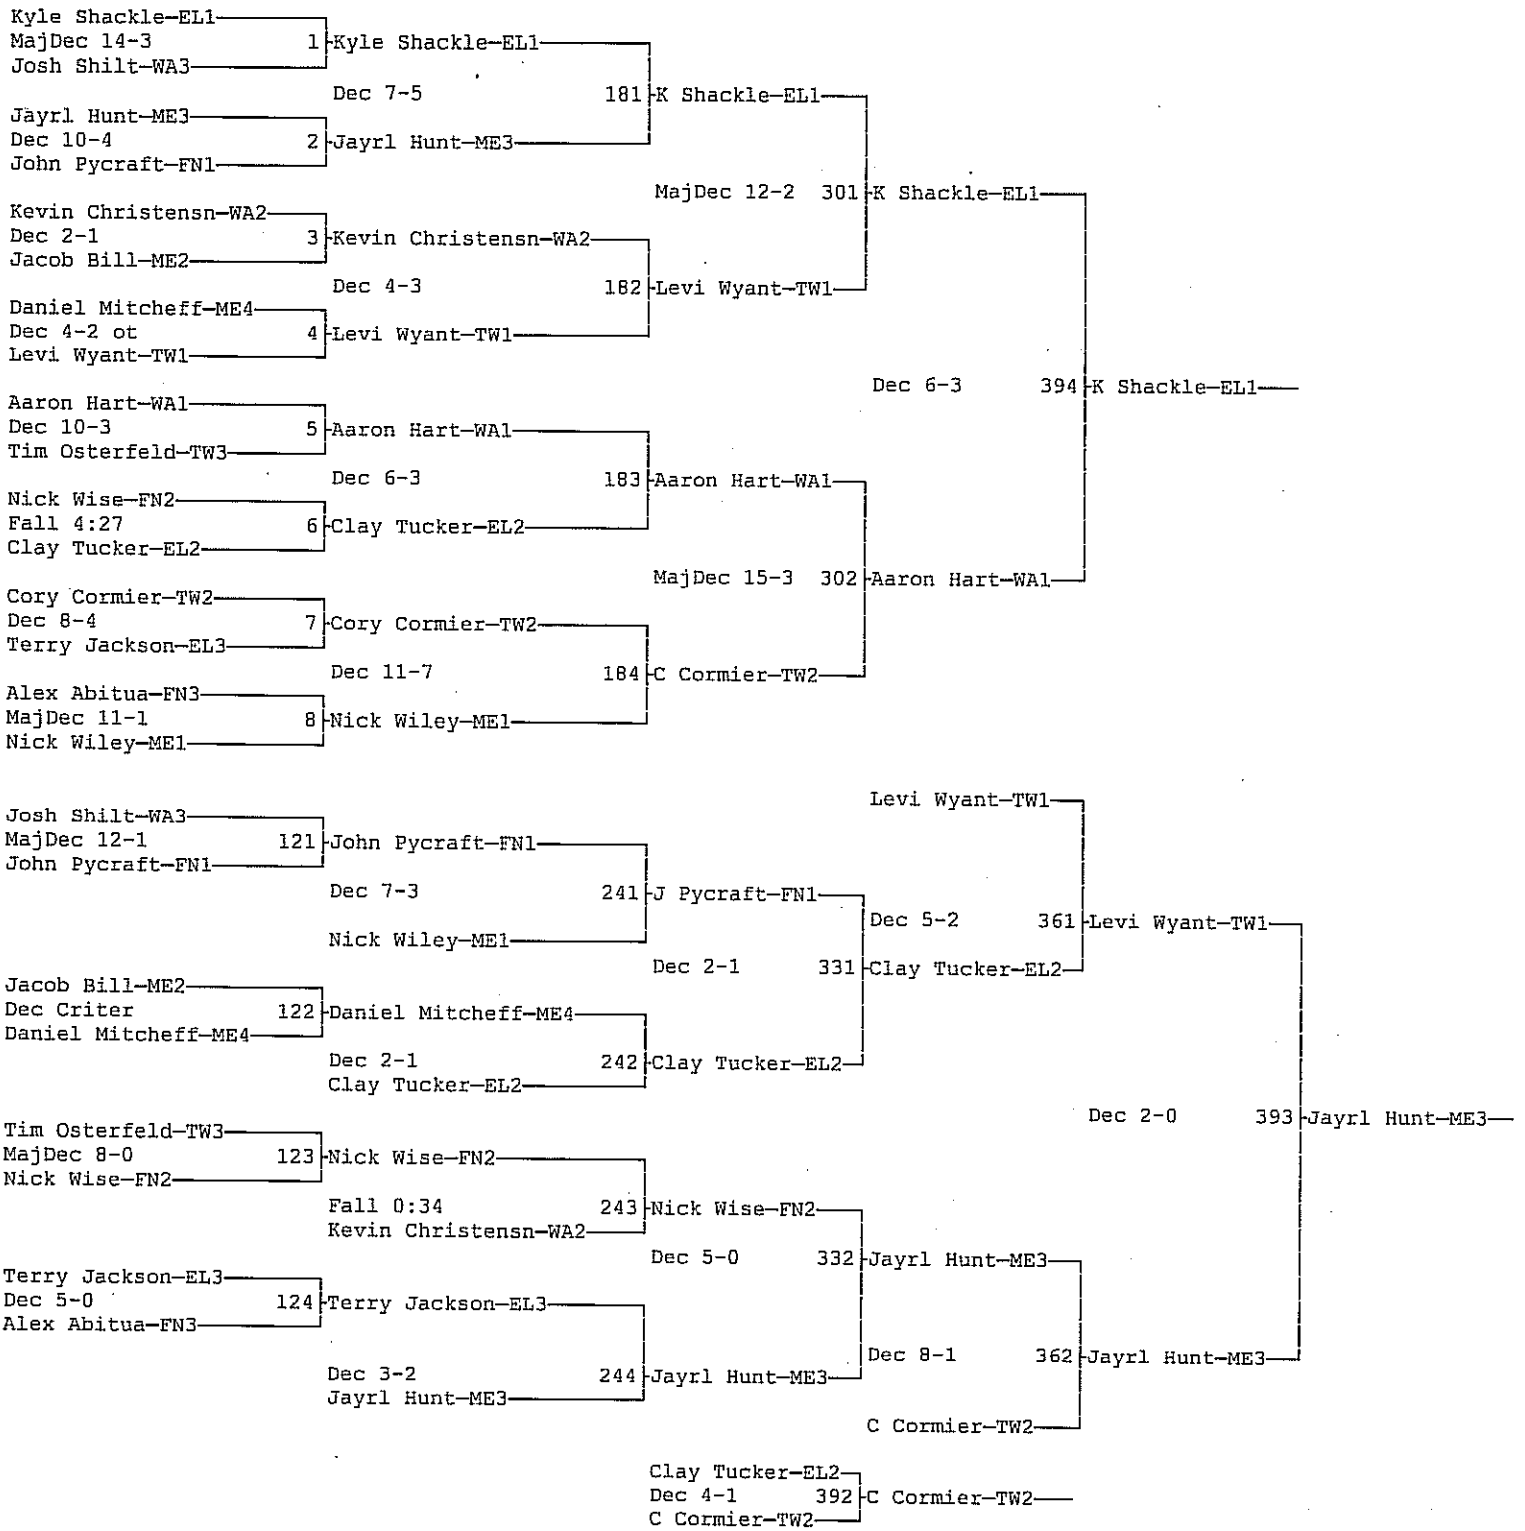 Kyle Shackle—EL1
MajDec 14-3 1 Kyle Shackle—EL1
Josh Shilt—WA3
Dec 7-5 181 K Shackle—EL1
Jayrl Hunt—ME3
Dec 10-4 2 Jayrl Hunt—ME3
John Pycraft—FN1
MajDec 12-2 301 K Shackle—EL1
Kevin Christensn—WA2
Dec 2-1 3 Kevin Christensn—WA2
Jacob Bill—ME2
Dec 4-3 182 Levi Wyant—TW1
Daniel Mitcheff—ME4
Dec 4-2 ot 4 Levi Wyant—TW1
Levi Wyant—TW1
Dec 6-3 394 K Shackle—EL1
Aaron Hart—WA1
Dec 10-3 5 Aaron Hart—WA1
Tim Osterfeld—TW3
Dec 6-3 183 Aaron Hart—WA1
Nick Wise—FN2
Fall 4:27 6 Clay Tucker—EL2
Clay Tucker—EL2
MajDec 15-3 302 Aaron Hart—WA1
Cory Cormier—TW2
Dec 8-4 7 Cory Cormier—TW2
Terry Jackson—EL3
Dec 11-7 184 C Cormier—TW2
Alex Abitua—FN3
MajDec 11-1 8 Nick Wiley—ME1
Nick Wiley—ME1
Levi Wyant—TW1
Josh Shilt—WA3
MajDec 12-1 121 John Pycraft—FN1
John Pycraft—FN1
Dec 7-3 241 J Pycraft—FN1
Dec 5-2 361 Levi Wyant—TW1
Nick Wiley—ME1
Dec 2-1 331 Clay Tucker—EL2
Jacob Bill—ME2
Dec Criter 122 Daniel Mitcheff—ME4
Daniel Mitcheff—ME4
Dec 2-1 242 Clay Tucker—EL2
Clay Tucker—EL2
Dec 2-0 393 Jayrl Hunt—ME3
Tim Osterfeld—TW3
MajDec 8-0 123 Nick Wise—FN2
Nick Wise—FN2
Fall 0:34 243 Nick Wise—FN2
Kevin Christensn—WA2
Dec 5-0 332 Jayrl Hunt—ME3
Terry Jackson—EL3
Dec 5-0 124 Terry Jackson—EL3
Alex Abitua—FN3
Dec 8-1 362 Jayrl Hunt—ME3
Dec 3-2 244 Jayrl Hunt—ME3
Jayrl Hunt—ME3
C Cormier—TW2
Clay Tucker—EL2
Dec 4-1 392 C Cormier—TW2
C Cormier—TW2